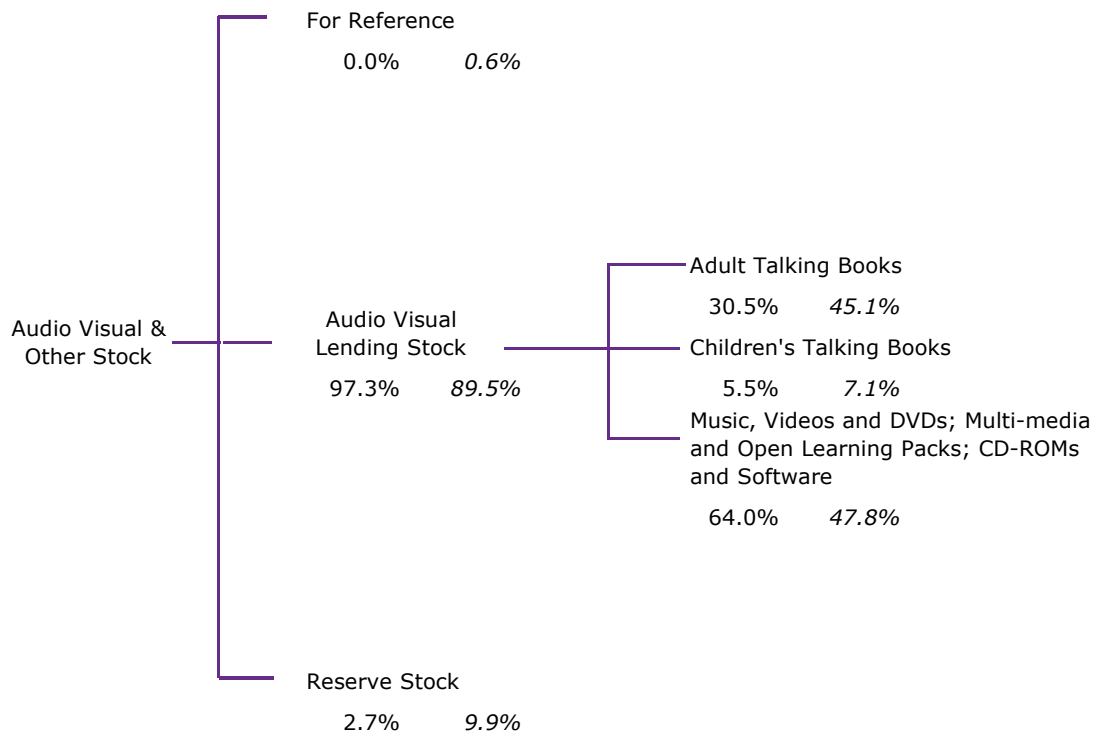 For Reference
0.0% 0.6%
Audio Visual &
Other Stock
Audio Visual
Lending Stock
97.3% 89.5%
Adult Talking Books
30.5% 45.1%
Children's Talking Books
5.5% 7.1%
Music, Videos and DVDs; Multi-media
and Open Learning Packs; CD-ROMs
and Software
64.0% 47.8%
Reserve Stock
2.7% 9.9%